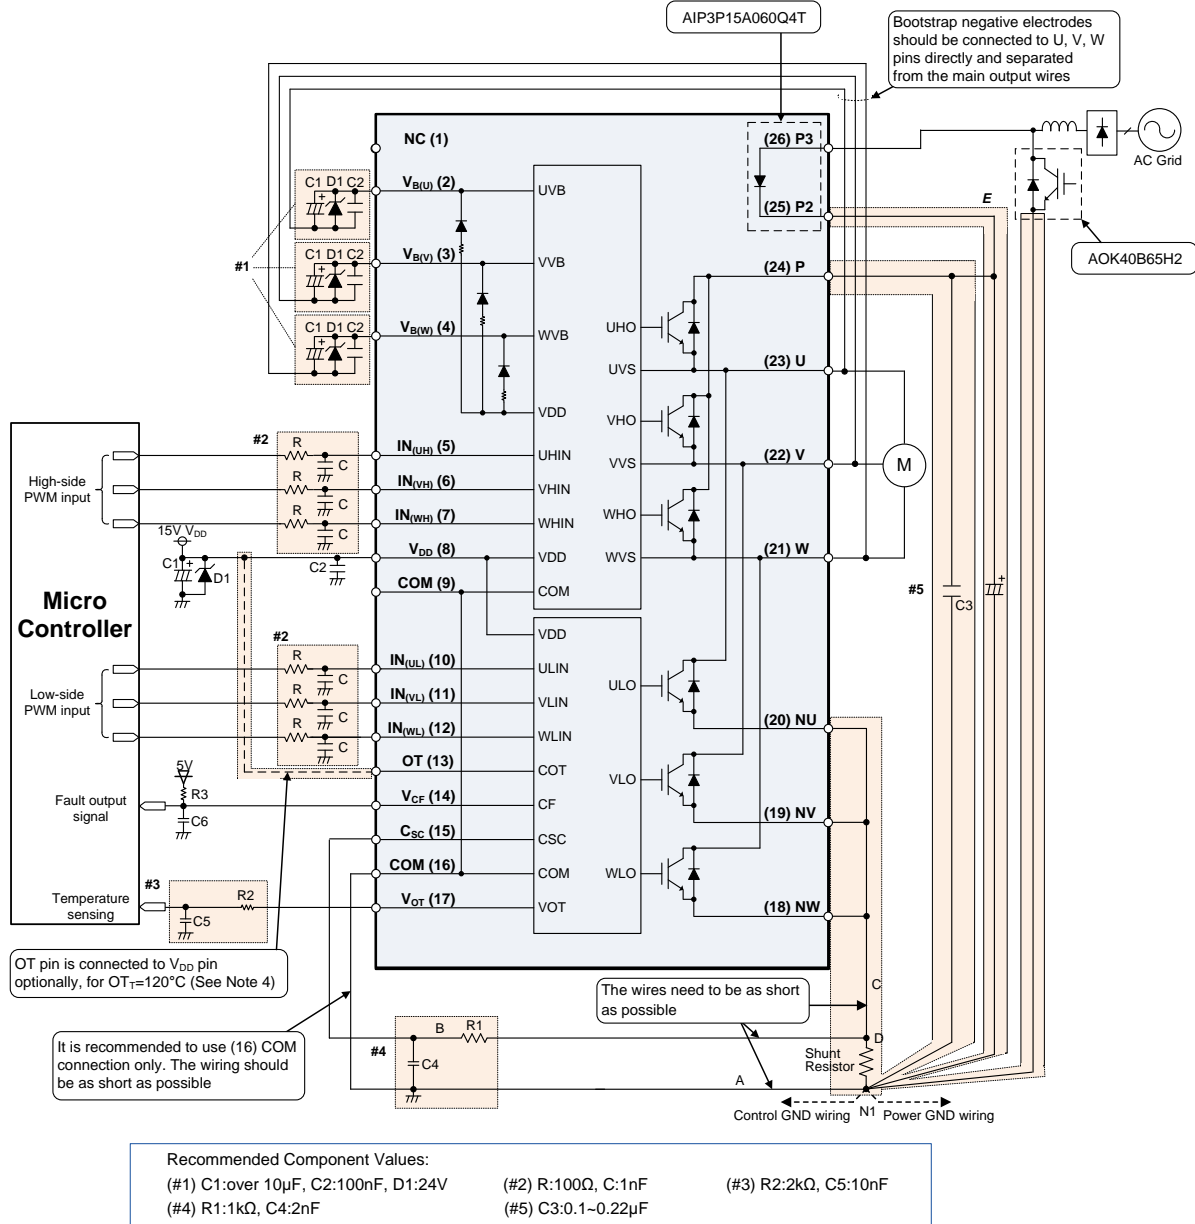 AIP3P15A060Q4T
Bootstrap negative electrodes
should be connected to U, V, W
pins directly and separated
from the main output wires
AC Grid
AOK40B65H2
E
NC (1)
(26) P3
(25) P2
(24) P
(23) U
(22) V
(21) W
(20) NU
(19) NV
(18) NW
#1
C1 D1 C2
C1 D1 C2
C1 D1 C2
VB(U) (2)
VB(V) (3)
VB(W) (4)
UVB
VVB
WVB
VDD
UHO
UVS
VHO
VVS
WHO
WVS
M
Micro
Controller
High-side
PWM input
#2
R
C
R
C
R
C
IN(UH) (5)
IN(VH) (6)
IN(WH) (7)
UHIN
VHIN
WHIN
15V VDD
C1
D1
C2
VDD (8)
COM (9)
VDD
COM
#5
C3
Low-side
PWM input
#2
R
C
R
C
R
C
IN(UL) (10)
IN(VL) (11)
IN(WL) (12)
OT (13)
VCF (14)
CSC (15)
COM (16)
VOT (17)
VDD
ULIN
VLIN
WLIN
COT
CF
CSC
COM
VOT
ULO
VLO
WLO
5V
R3
C6
Fault output
signal
Temperature
sensing
#3
R2
C5
OT pin is connected to VDD pin
optionally, for OTT=120°C (See Note 4)
It is recommended to use (16) COM
connection only. The wiring should
be as short as possible
The wires need to be as short
as possible
#4
B
R1
C4
A
C
D
Shunt
Resistor
Control GND wiring
N1
Power GND wiring
Recommended Component Values:
(#1) C1:over 10µF, C2:100nF, D1:24V
(#2) R:100Ω, C:1nF
(#3) R2:2kΩ, C5:10nF
(#4) R1:1kΩ, C4:2nF
(#5) C3:0.1~0.22µF